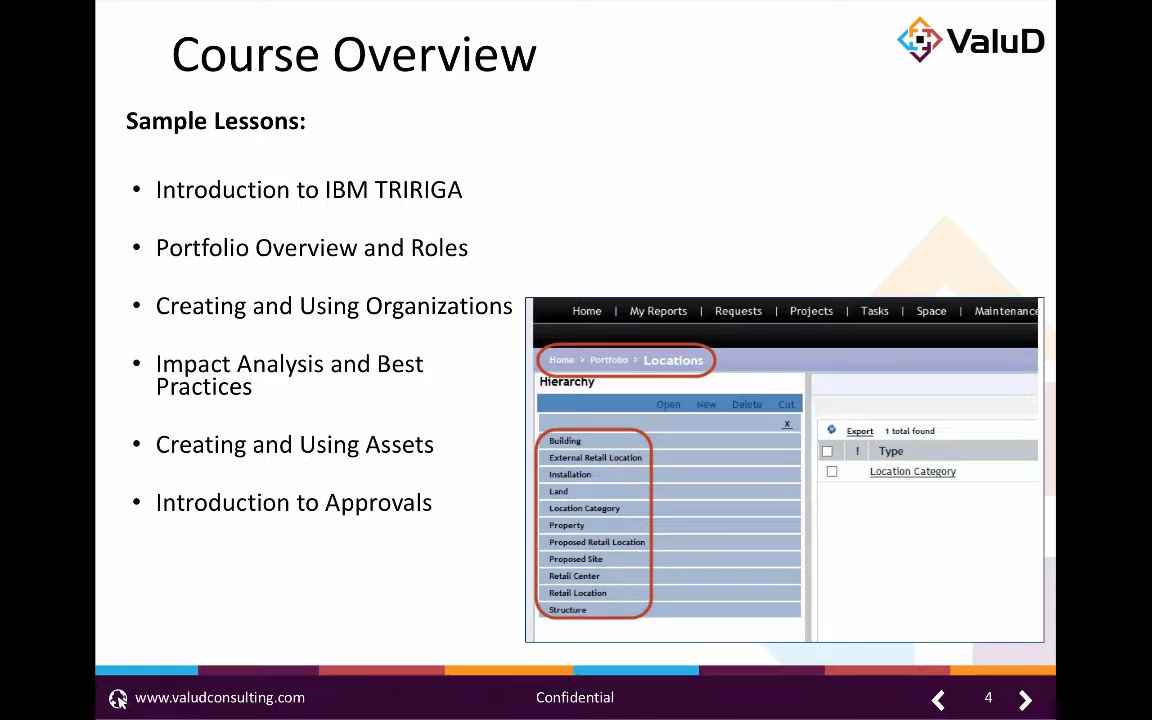 Course Overview
ValuD
Sample Lessons:
• Introduction to IBM TRIRIGA
• Portfolio Overview and Roles
• Creating and Using Organizations
• Impact Analysis and Best
Practices
• Creating and Using Assets
• Introduction to Approvals
Home | My Reports | Requests | Projects | Tasks | Space | Maintenance
Home > Portfolio > Locations
Hierarchy
Open New Delete Cut
X
Building
External Retail Location
Installation
Land
Location Category
Property
Proposed Retail Location
Proposed Site
Retail Center
Retail Location
Structure
Export 1 total found
! Type
Location Category
www.valudconsulting.com
Confidential
4